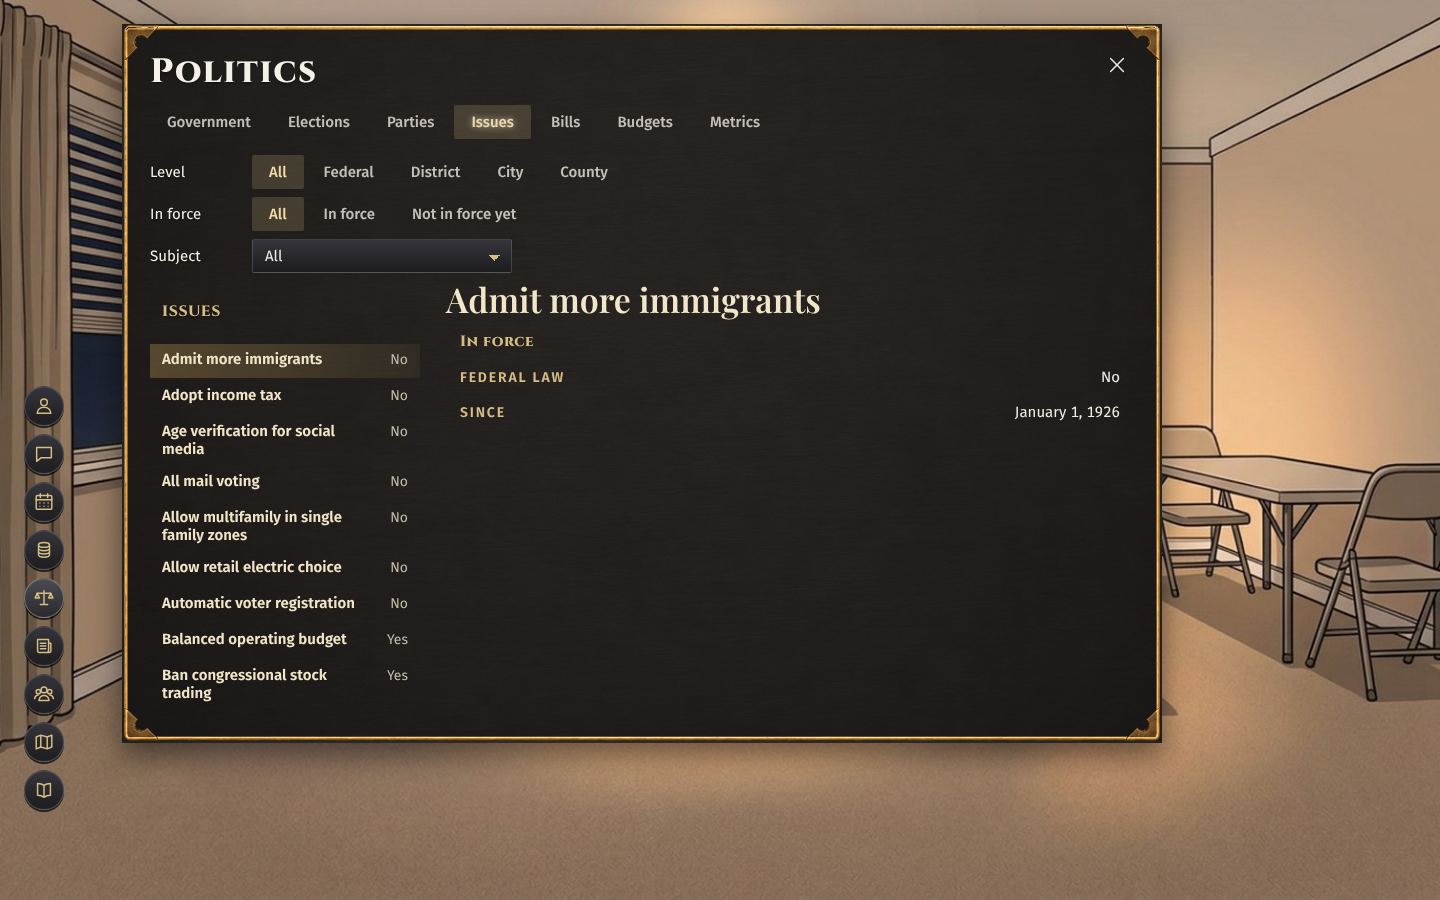 Politics
Government Elections Parties Issues Bills Budgets Metrics
Level All Federal District City County
In force All In force Not in force yet
Subject All
ISSUES
Admit more immigrants No
Adopt income tax No
Age verification for social
media
No
All mail voting No
Allow multifamily in single
family zones
No
Allow retail electric choice No
Automatic voter registration No
Balanced operating budget Yes
Ban congressional stock
trading
Yes
Admit more immigrants
In force
FEDERAL LAW No
SINCE January 1, 1926